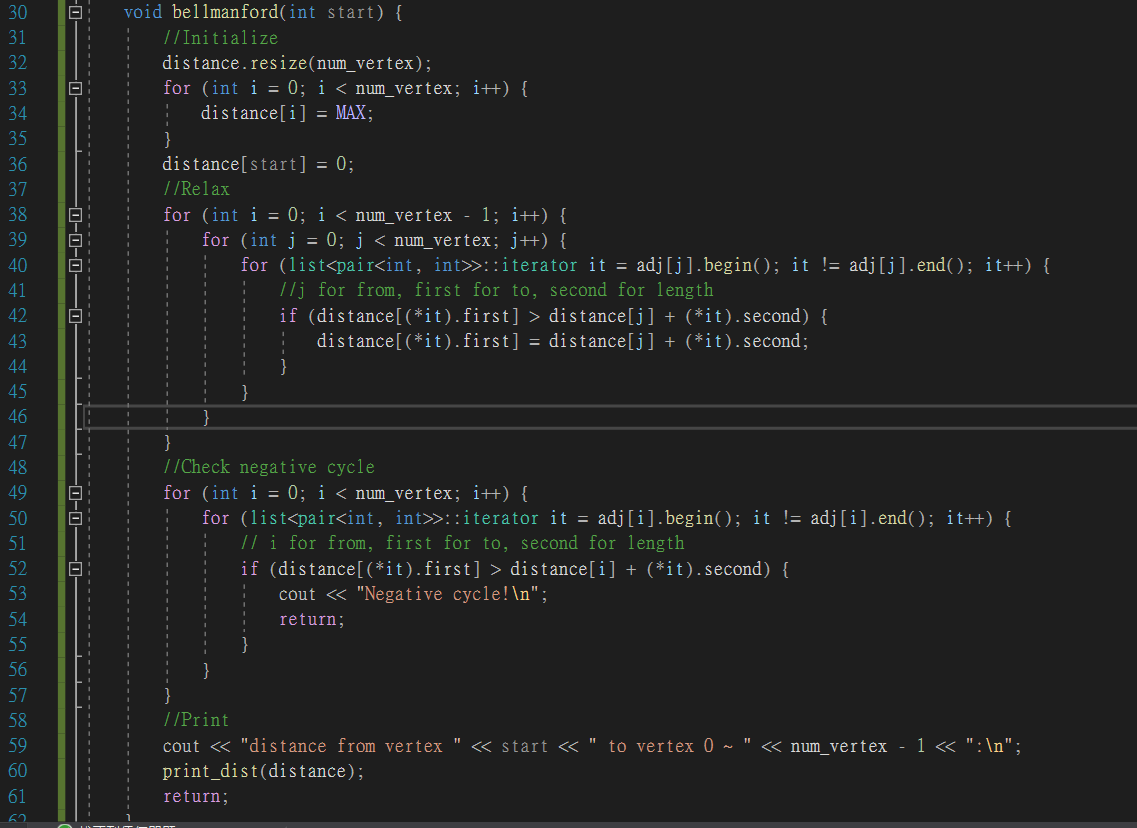 30 void bellmanford(int start) {
31 //Initialize
32 distance.resize(num_vertex);
33 for (int i = 0; i < num_vertex; i++) {
34 distance[i] = MAX;
35 }
36 distance[start] = 0;
37 //Relax
38 for (int i = 0; i < num_vertex - 1; i++) {
39 for (int j = 0; j < num_vertex; j++) {
40 for (list<pair<int, int>>::iterator it = adj[j].begin(); it != adj[j].end(); it++) {
41 //j for from, first for to, second for length
42 if (distance[(*it).first] > distance[j] + (*it).second) {
43 distance[(*it).first] = distance[j] + (*it).second;
44 }
45 }
46 }
47 }
48 //Check negative cycle
49 for (int i = 0; i < num_vertex; i++) {
50 for (list<pair<int, int>>::iterator it = adj[i].begin(); it != adj[i].end(); it++) {
51 // i for from, first for to, second for length
52 if (distance[(*it).first] > distance[i] + (*it).second) {
53 cout << "Negative cycle!\n";
54 return;
55 }
56 }
57 }
58 //Print
59 cout << "distance from vertex " << start << " to vertex 0 ~ " << num_vertex - 1 << ":\n";
60 print_dist(distance);
61 return;
62 }